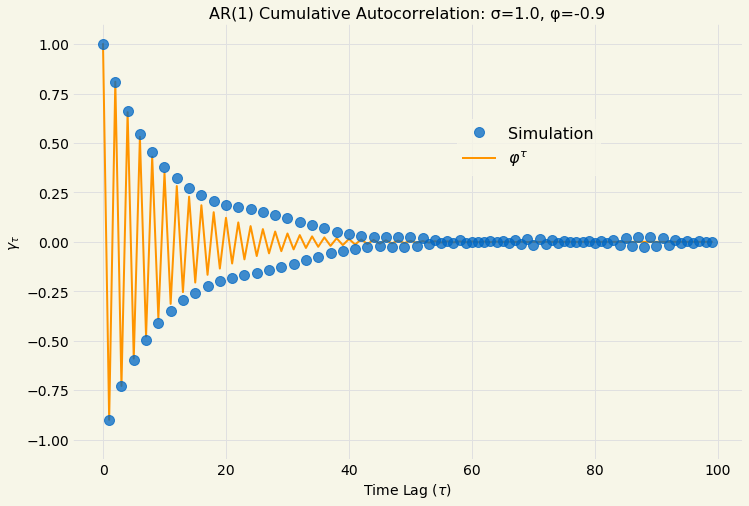 AR(1) Cumulative Autocorrelation: σ=1.0, φ=-0.9
1.00
0.75
0.50
0.25
0.00
−0.25
−0.50
−0.75
−1.00
γτ
Simulation
φ^τ
0 20 40 60 80 100
Time Lag (τ)